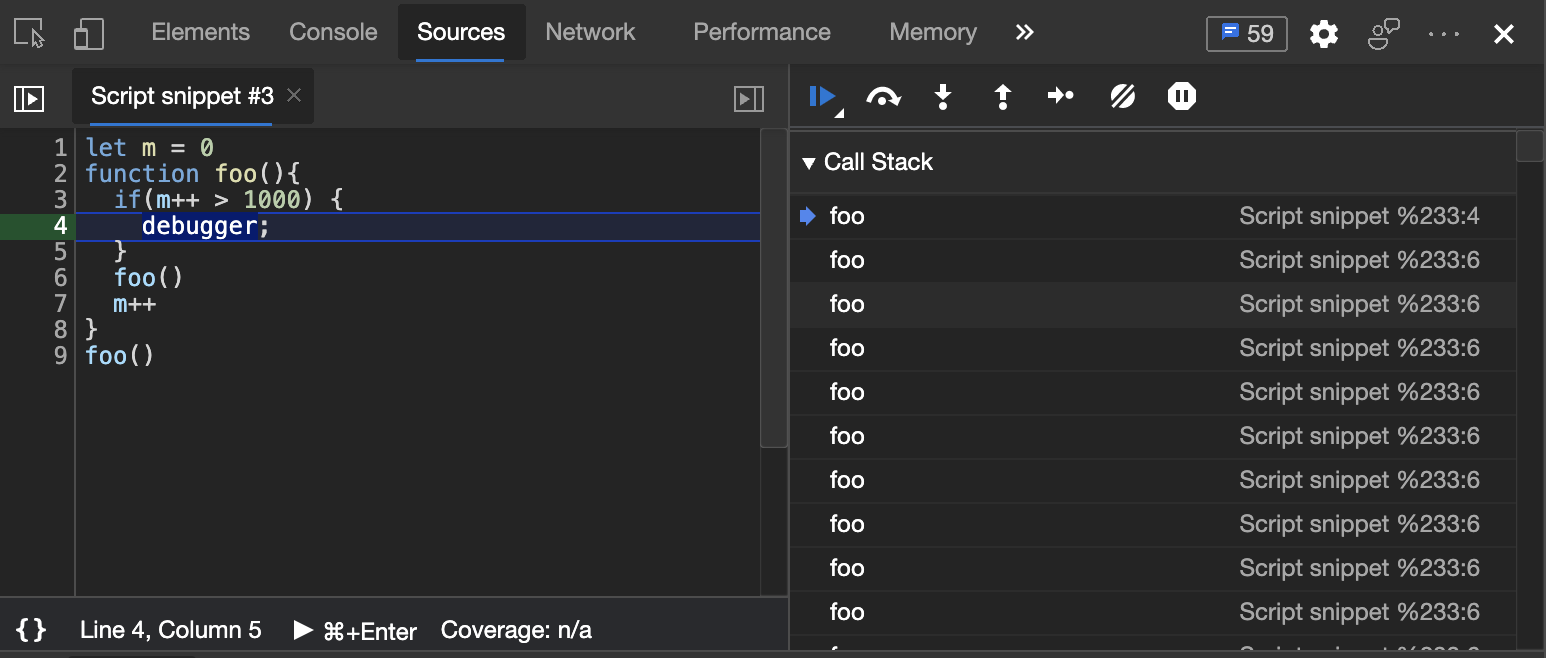 Elements Console Sources Network Performance Memory 59
Script snippet #3
1 let m = 0
2 function foo(){
3   if(m++ > 1000) {
4     debugger;
5   }
6   foo()
7   m++
8 }
9 foo()
{} Line 4, Column 5 ⌘+Enter Coverage: n/a
Call Stack
foo Script snippet %233:4
foo Script snippet %233:6
foo Script snippet %233:6
foo Script snippet %233:6
foo Script snippet %233:6
foo Script snippet %233:6
foo Script snippet %233:6
foo Script snippet %233:6
foo Script snippet %233:6
foo Script snippet %233:6